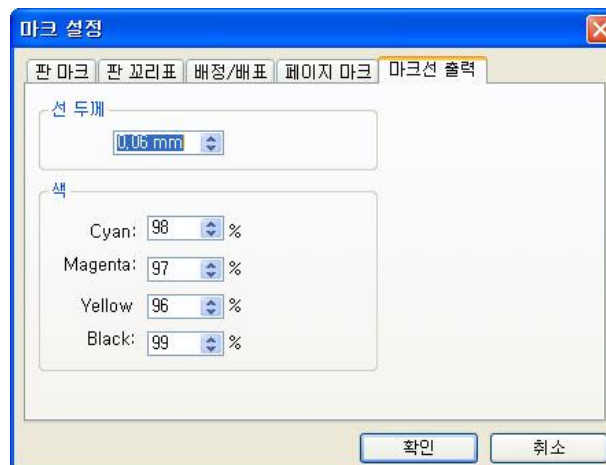 마크 설정
판 마크 판 꼬리표 배정/배표 페이지 마크 마크선 출력
선 두께
0,06 mm
색
Cyan: 98 %
Magenta: 97 %
Yellow 96 %
Black: 99 %
확인 취소